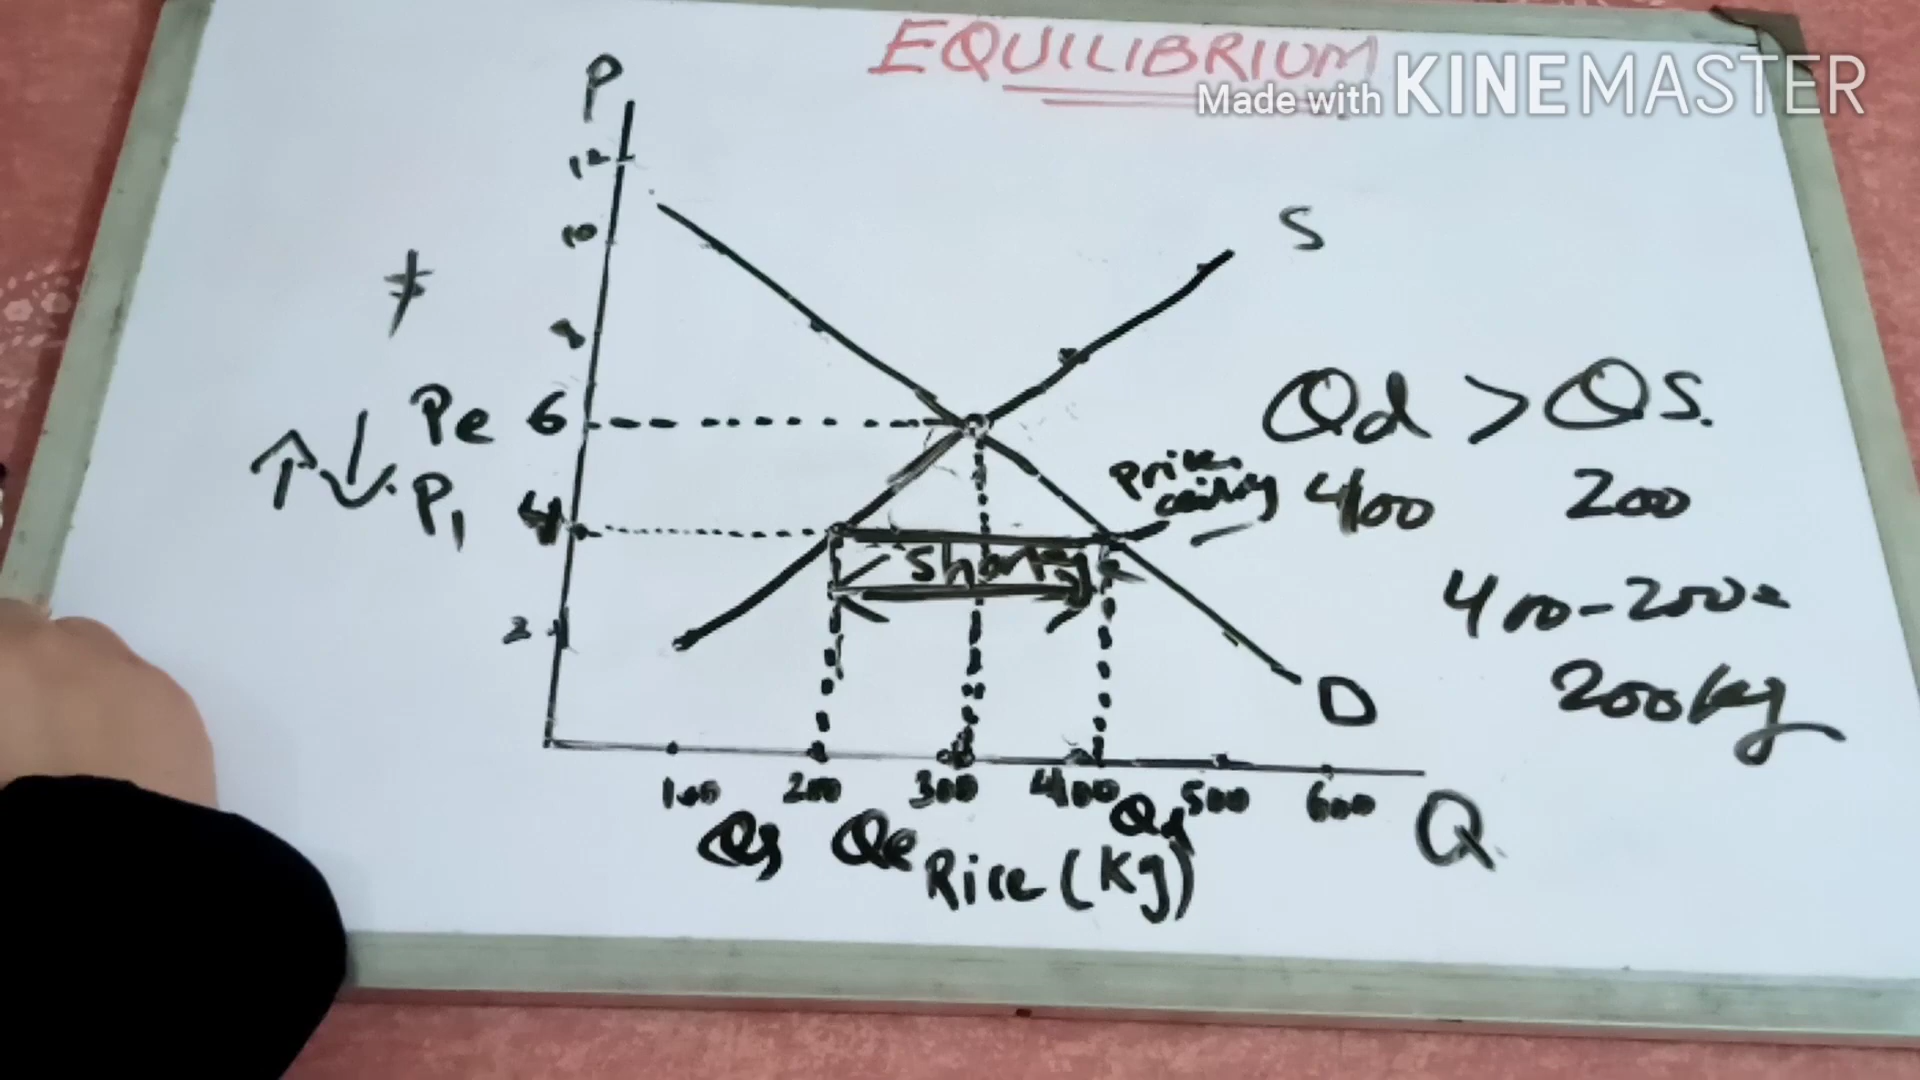 EQUILIBRIUM
Made with KINEMASTER
P
12
10
8
S
Pe 6
Qd > QS.
P1 4
price ceiling
400 200
shortg
2
400-200=
200kg
D
100 200 300 400 500 600
Qs Qe Qd
Q
Rice (Kg)